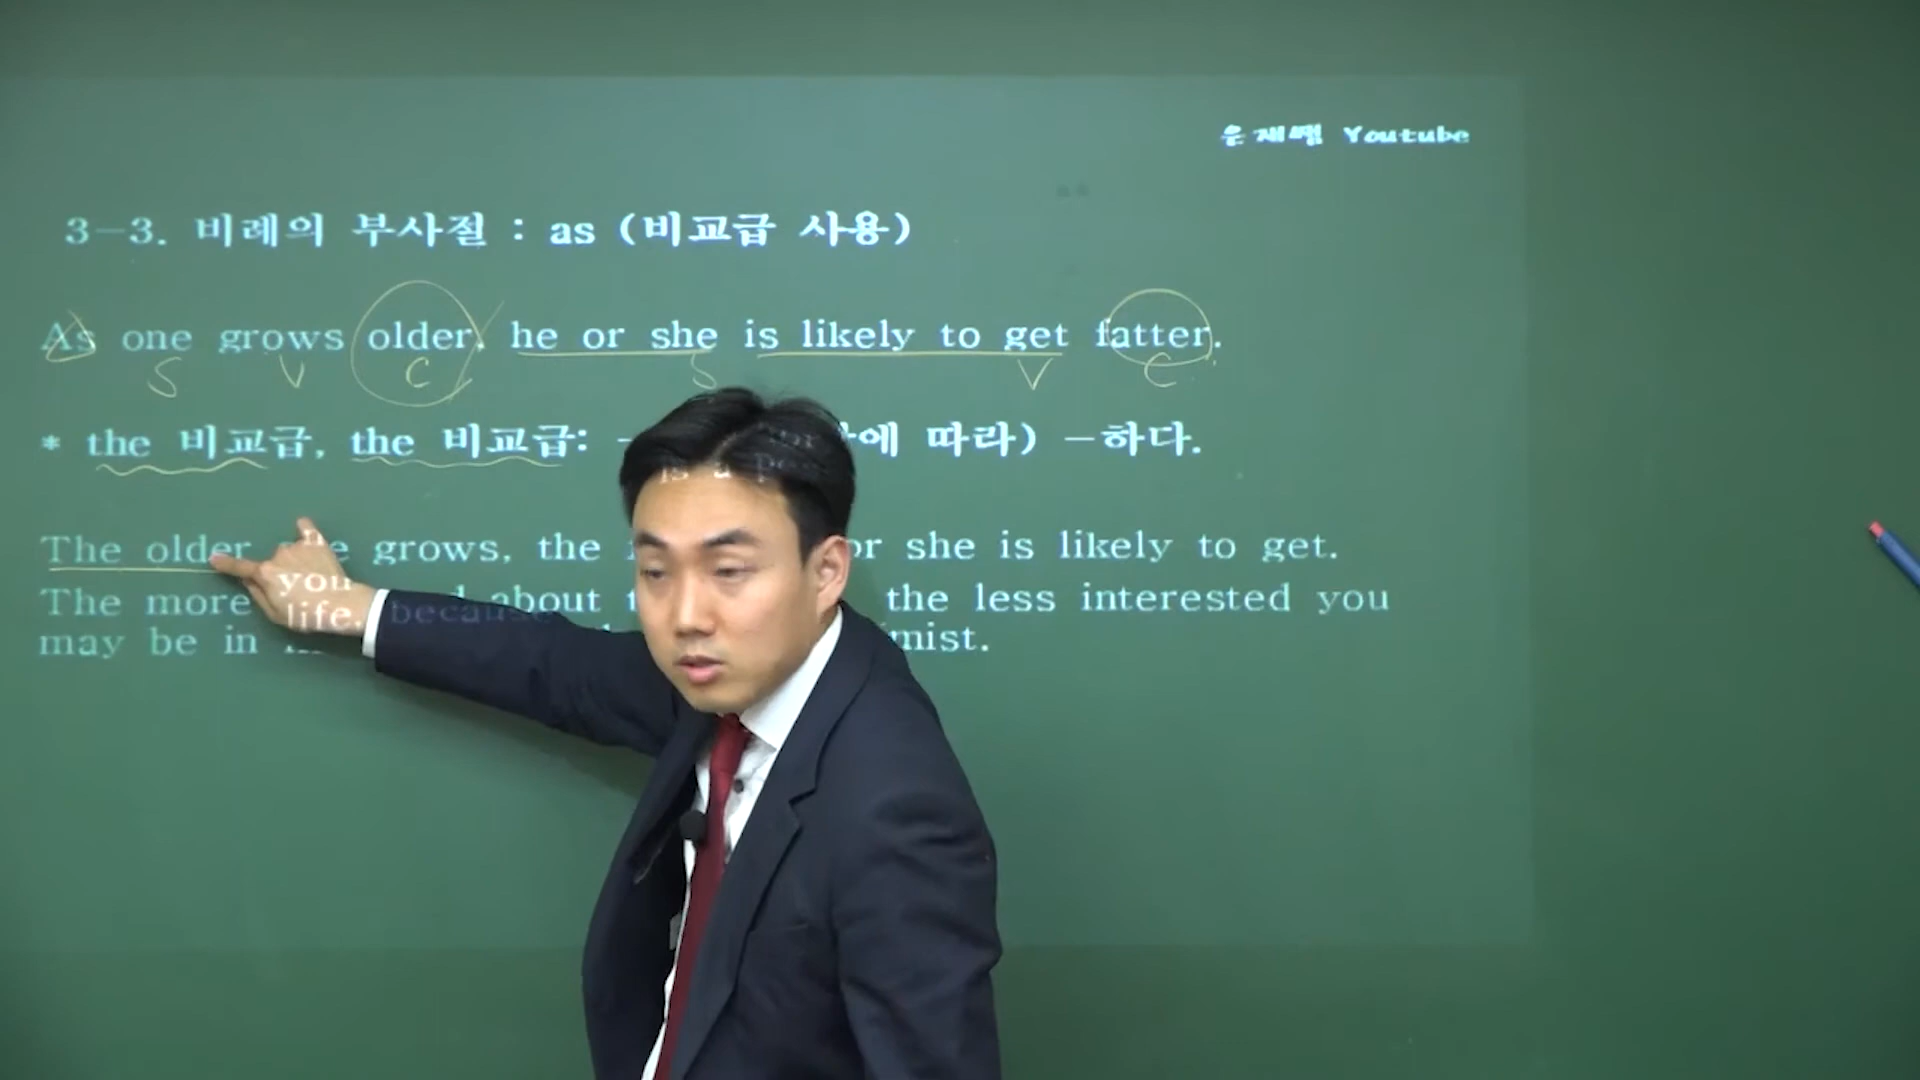 은재쌤 Youtube
3-3. 비례의 부사절 : as (비교급 사용)
As one grows older, he or she is likely to get fatter.
S V C S V C
* the 비교급, the 비교급: 에 따라) -하다.
The older grows, the or she is likely to get.
The more about the less interested you
may be in life, because mist.